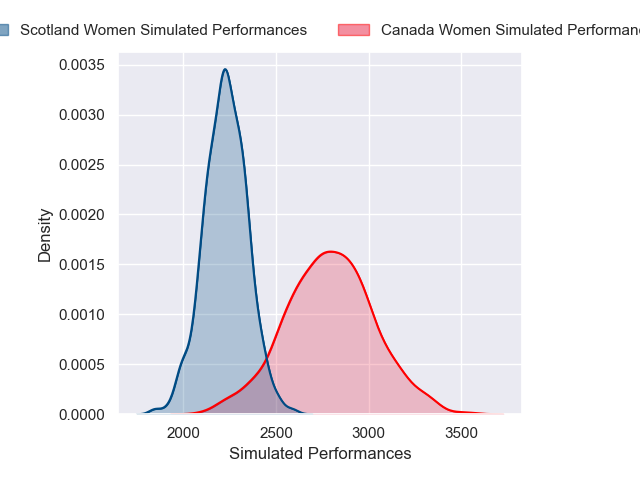 Scotland Women Simulated Performances
Canada Women Simulated
0.0035
0.0030
0.0025
0.0020
0.0015
0.0010
0.0005
0.0000
Density
2000 2500 3000 3500
Simulated Performances